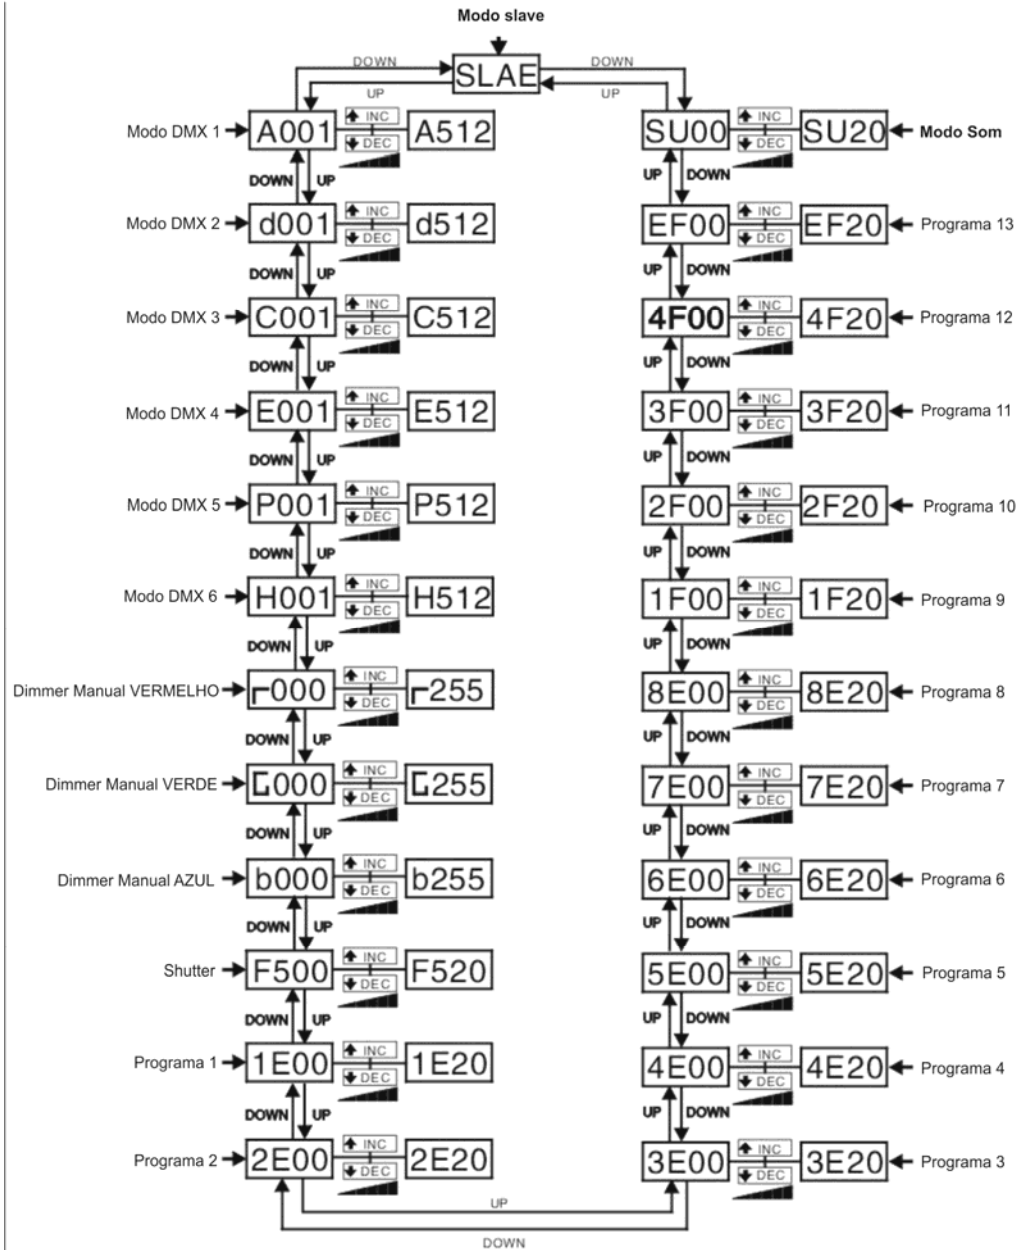 Modo slave
DOWN SLAE DOWN
UP UP
Modo DMX 1 A001 INC DEC A512 SU00 INC DEC SU20 Modo Som
DOWN UP UP DOWN
Modo DMX 2 d001 INC DEC d512 EF00 INC DEC EF20 Programa 13
DOWN UP UP DOWN
Modo DMX 3 C001 INC DEC C512 4F00 INC DEC 4F20 Programa 12
DOWN UP UP DOWN
Modo DMX 4 E001 INC DEC E512 3F00 INC DEC 3F20 Programa 11
DOWN UP UP DOWN
Modo DMX 5 P001 INC DEC P512 2F00 INC DEC 2F20 Programa 10
DOWN UP UP DOWN
Modo DMX 6 H001 INC DEC H512 1F00 INC DEC 1F20 Programa 9
DOWN UP UP DOWN
Dimmer Manual VERMELHO r000 INC DEC r255 8E00 INC DEC 8E20 Programa 8
DOWN UP UP DOWN
Dimmer Manual VERDE G000 INC DEC G255 7E00 INC DEC 7E20 Programa 7
DOWN UP UP DOWN
Dimmer Manual AZUL b000 INC DEC b255 6E00 INC DEC 6E20 Programa 6
DOWN UP UP DOWN
Shutter F500 INC DEC F520 5E00 INC DEC 5E20 Programa 5
DOWN UP UP DOWN
Programa 1 1E00 INC DEC 1E20 4E00 INC DEC 4E20 Programa 4
DOWN UP UP DOWN
Programa 2 2E00 INC DEC 2E20 3E00 INC DEC 3E20 Programa 3
UP
DOWN